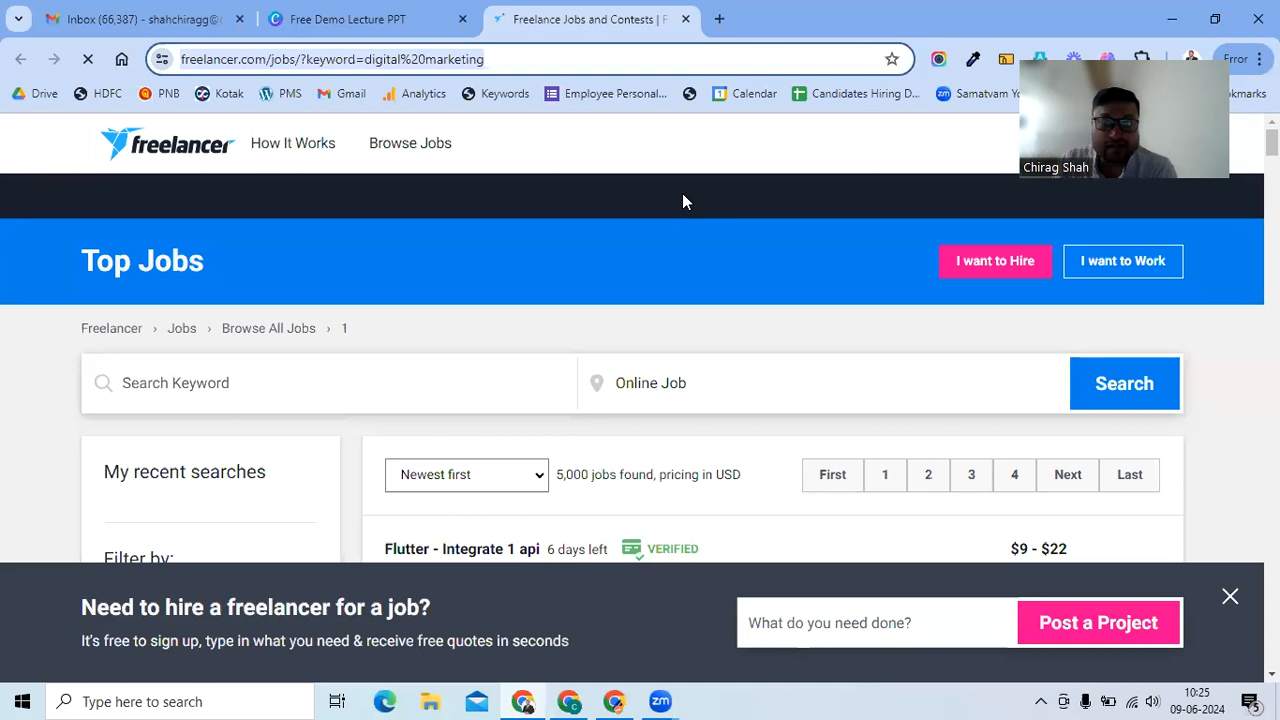 Inbox (66,387) - shahchiragg@
Free Demo Lecture PPT
Freelance Jobs and Contests | F
freelancer.com/jobs/?keyword=digital%20marketing
Error
Drive
HDFC
PNB
Kotak
PMS
Gmail
Analytics
Keywords
Employee Personal...
Calendar
Candidates Hiring D...
Samatvam Yo
okmarks
freelancer
How It Works
Browse Jobs
Chirag Shah
Top Jobs
I want to Hire
I want to Work
Freelancer › Jobs › Browse All Jobs › 1
Search Keyword
Online Job
Search
My recent searches
Newest first
5,000 jobs found, pricing in USD
First
1
2
3
4
Next
Last
Filter by:
Flutter - Integrate 1 api 6 days left VERIFIED
$9 - $22
Need to hire a freelancer for a job?
It's free to sign up, type in what you need & receive free quotes in seconds
What do you need done?
Post a Project
Type here to search
10:25
09-06-2024
5